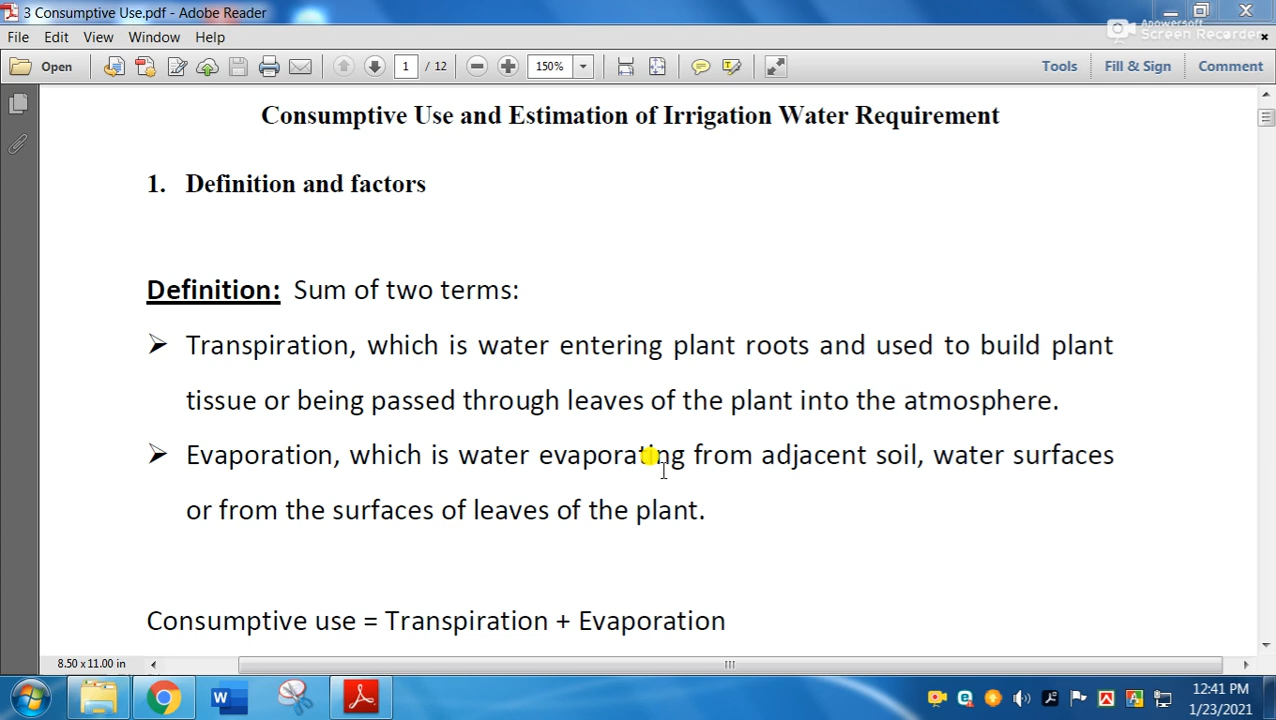 3 Consumptive Use.pdf - Adobe Reader
Apowersoft
Screen Recorder
File Edit View Window Help
Open 1 / 12 150% Tools Fill & Sign Comment
Consumptive Use and Estimation of Irrigation Water Requirement
1. Definition and factors
Definition: Sum of two terms:
➢ Transpiration, which is water entering plant roots and used to build plant
tissue or being passed through leaves of the plant into the atmosphere.
➢ Evaporation, which is water evaporating from adjacent soil, water surfaces
or from the surfaces of leaves of the plant.
Consumptive use = Transpiration + Evaporation
8.50 x 11.00 in
12:41 PM
1/23/2021